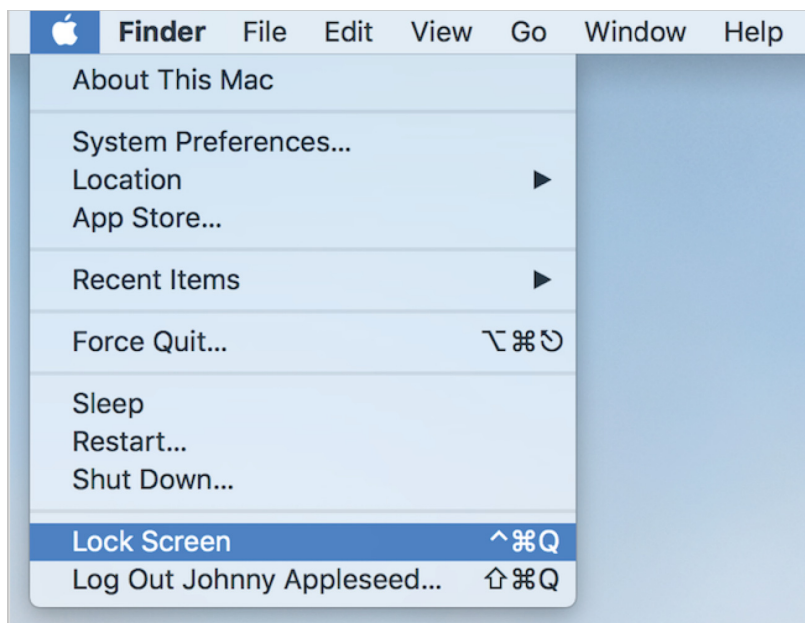 Finder File Edit View Go Window Help
About This Mac
System Preferences...
Location ▶
App Store...
Recent Items ▶
Force Quit... ⌥⌘⎋
Sleep
Restart...
Shut Down...
Lock Screen ^⌘Q
Log Out Johnny Appleseed... ⇧⌘Q